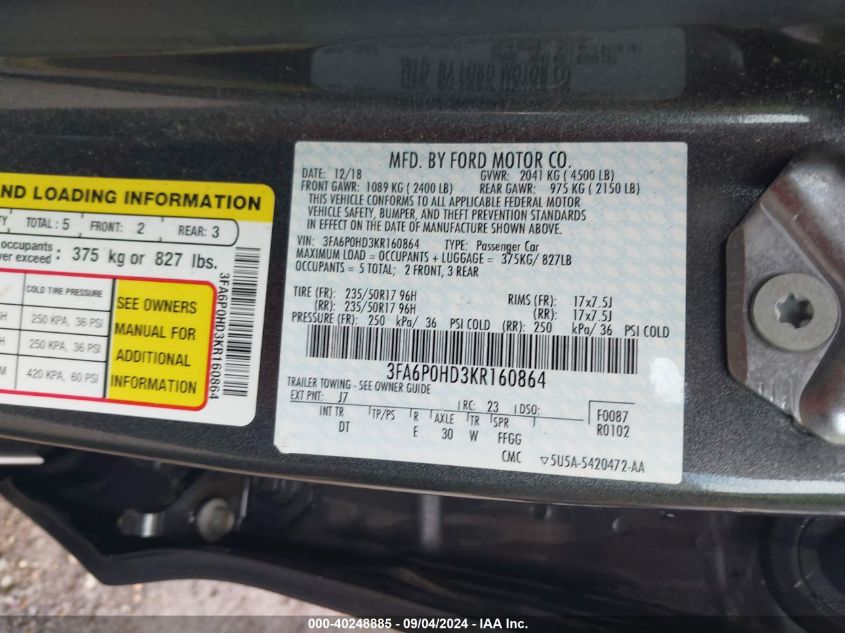 MFD. BY FORD MOTOR CO.
DATE: 12/18 GVWR: 2041 KG ( 4500 LB)
FRONT GAWR: 1089 KG ( 2400 LB) REAR GAWR: 975 KG ( 2150 LB)
THIS VEHICLE CONFORMS TO ALL APPLICABLE FEDERAL MOTOR
VEHICLE SAFETY, BUMPER, AND THEFT PREVENTION STANDARDS
IN EFFECT ON THE DATE OF MANUFACTURE SHOWN ABOVE.
VIN: 3FA6P0HD3KR160864 TYPE: Passenger Car
MAXIMUM LOAD = OCCUPANTS + LUGGAGE = 375KG/ 827LB
OCCUPANTS = 5 TOTAL; 2 FRONT, 3 REAR
TIRE (FR): 235/50R17 96H RIMS (FR): 17x7.5J
(RR): 235/50R17 96H (RR): 17x7.5J
PRESSURE (FR): 250 kPa/ 36 PSI COLD (RR): 250 kPa/ 36 PSI COLD
3FA6P0HD3KR160864
TRAILER TOWING - SEE OWNER GUIDE
EXT PNT: J7 RC: 23 DSO: F0087
R0102
INT TR TP/PS R AXLE TR SPR
DT E 30 W FFGG
CMC 5U5A-5420472-AA
ND LOADING INFORMATION
TY TOTAL: 5 FRONT: 2 REAR: 3
occupants
ver exceed : 375 kg or 827 lbs.
COLD TIRE PRESSURE
6H 250 KPA, 36 PSI
6H 250 KPA, 36 PSI
M 420 KPA, 60 PSI
SEE OWNERS
MANUAL FOR
ADDITIONAL
INFORMATION
3FA6P0HD3KR160864
000-40248885 - 09/04/2024 - IAA Inc.